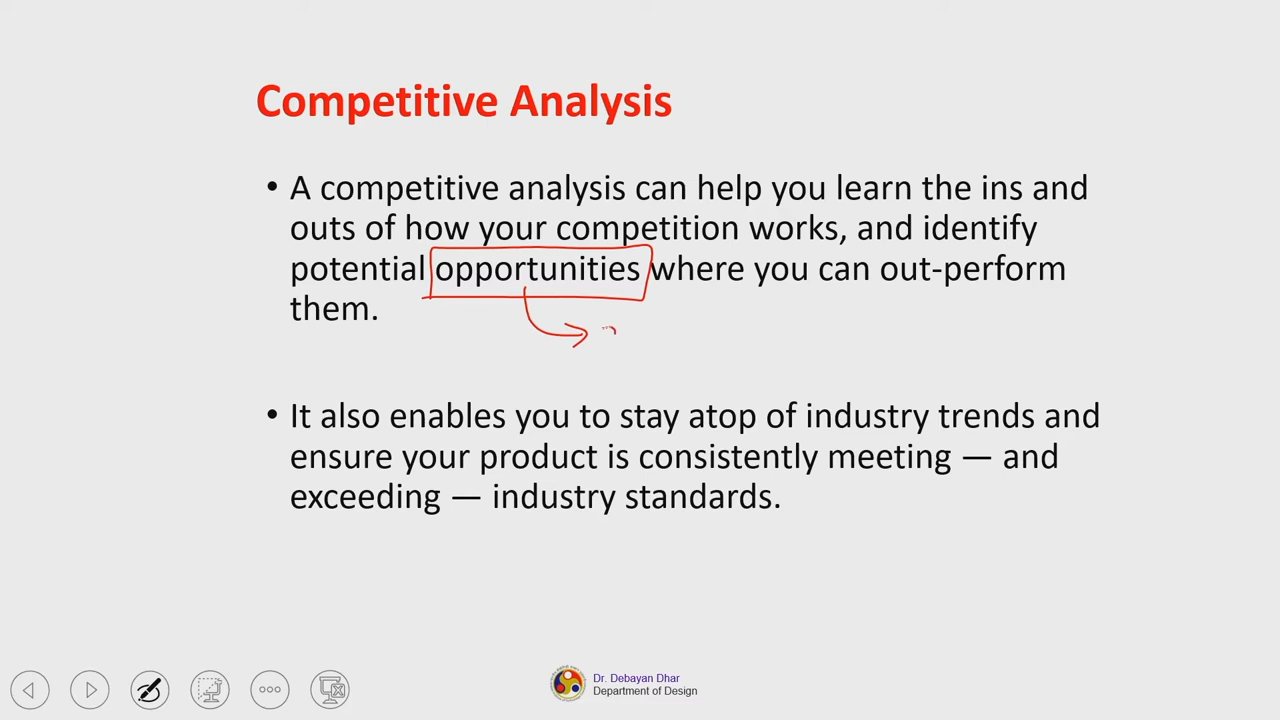 Competitive Analysis
• A competitive analysis can help you learn the ins and
outs of how your competition works, and identify
potential opportunities where you can out-perform
them.
• It also enables you to stay atop of industry trends and
ensure your product is consistently meeting — and
exceeding — industry standards.
Dr. Debayan Dhar
Department of Design